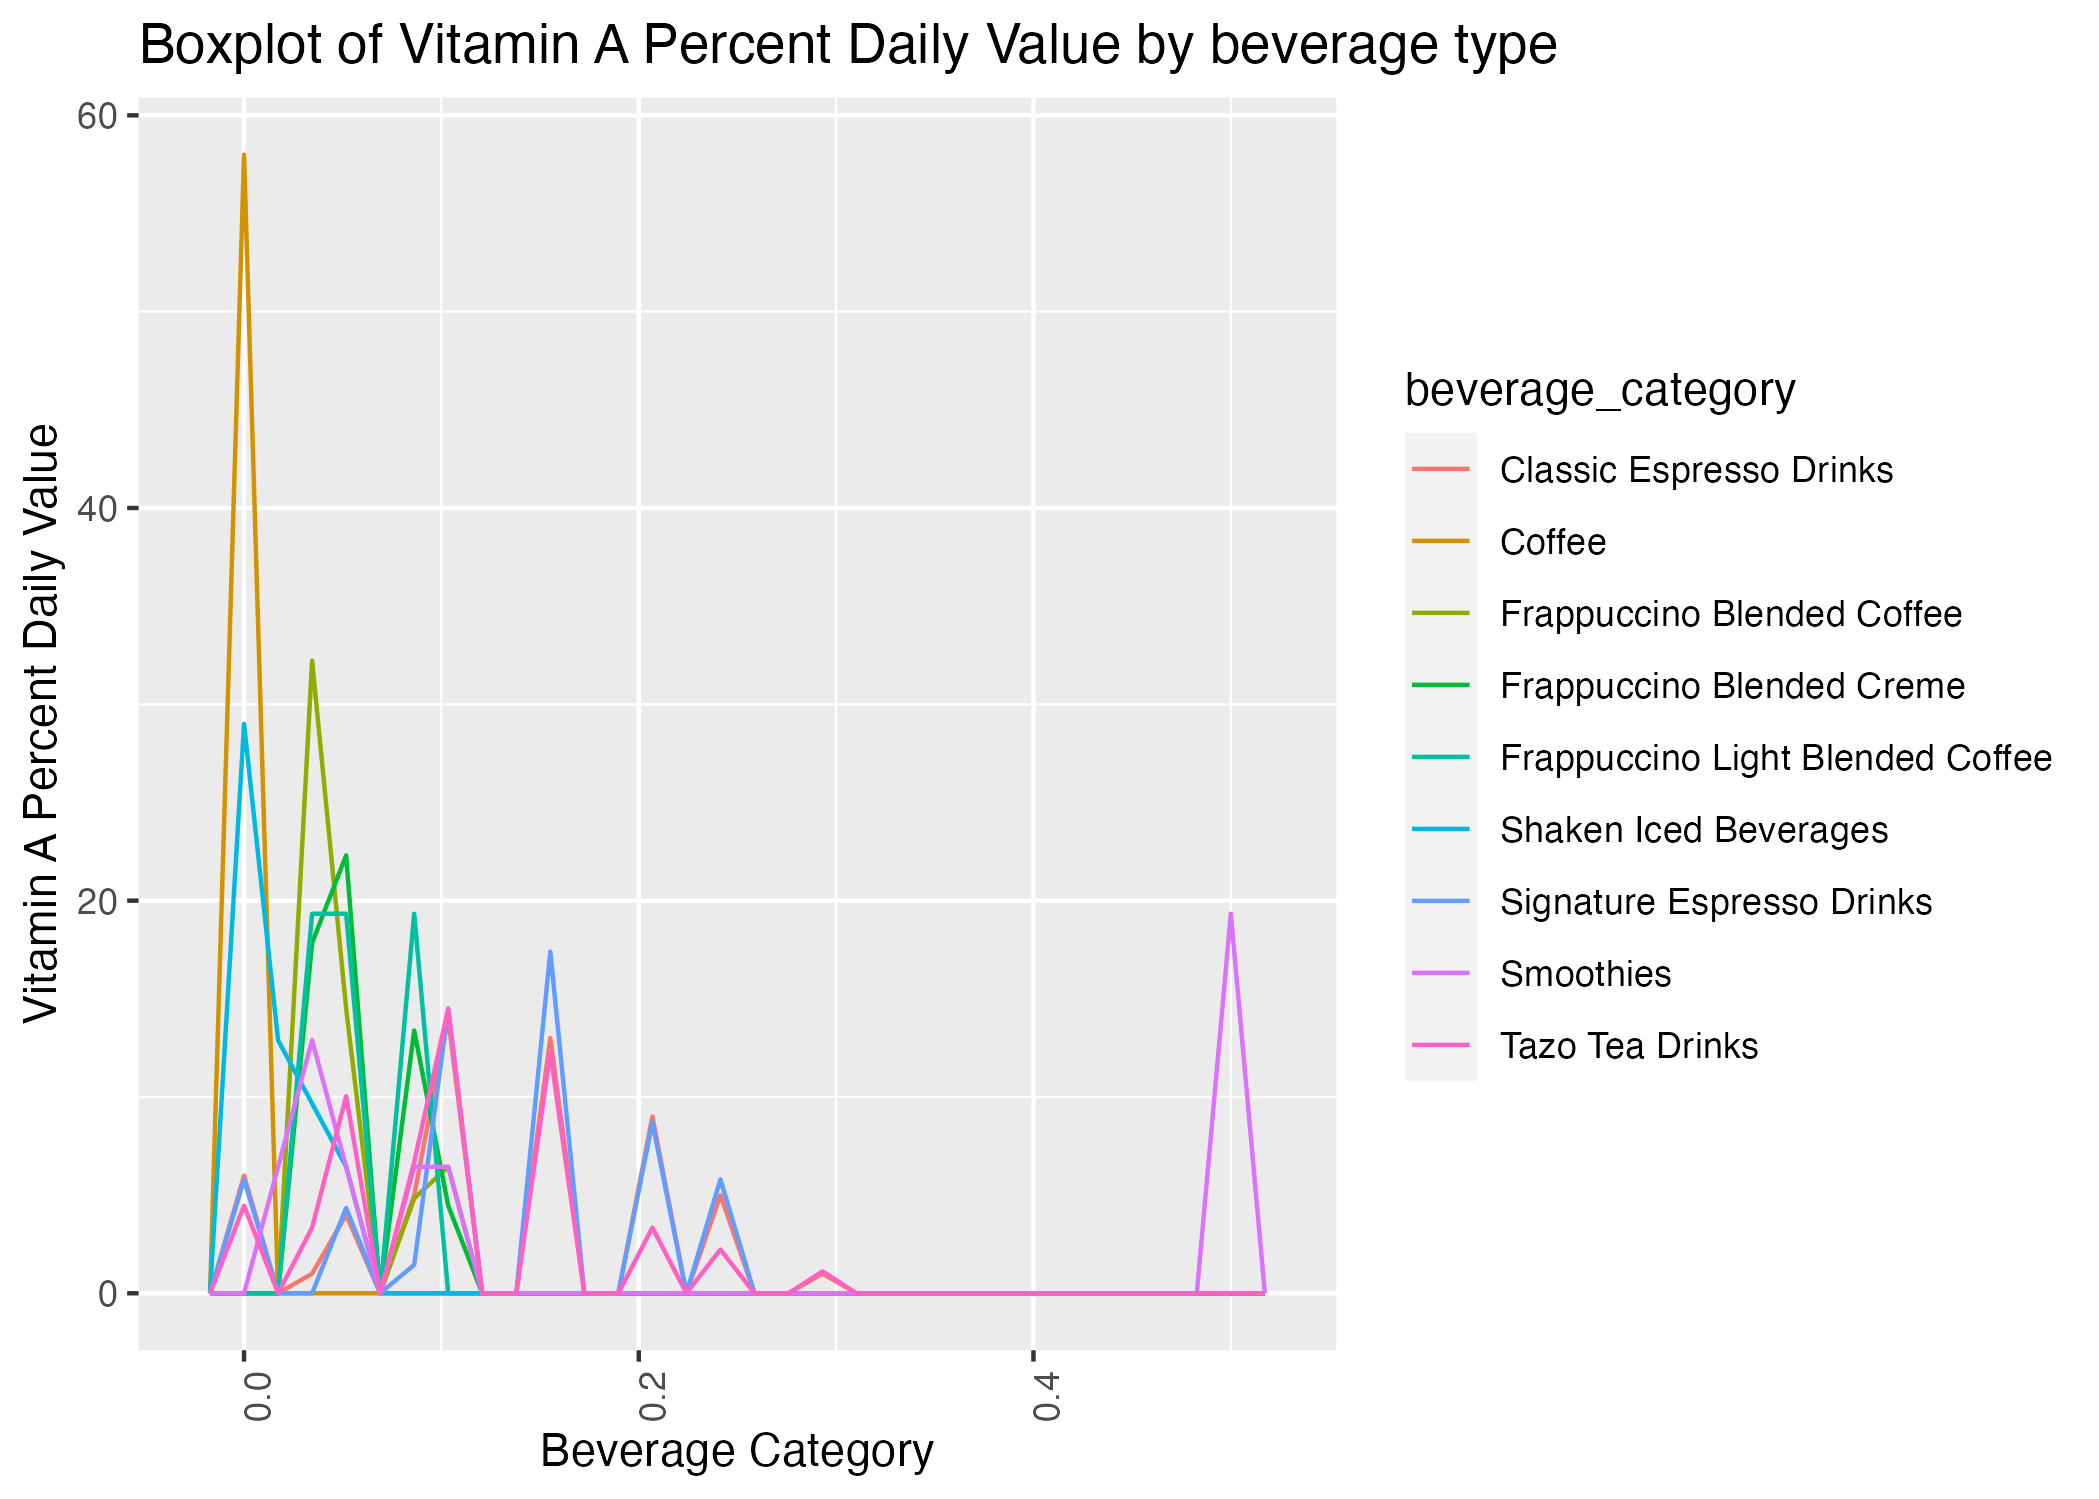 Boxplot of Vitamin A Percent Daily Value by beverage type
Vitamin A Percent Daily Value
60
40
20
0
0.0
0.2
0.4
Beverage Category
beverage_category
Classic Espresso Drinks
Coffee
Frappuccino Blended Coffee
Frappuccino Blended Creme
Frappuccino Light Blended Coffee
Shaken Iced Beverages
Signature Espresso Drinks
Smoothies
Tazo Tea Drinks